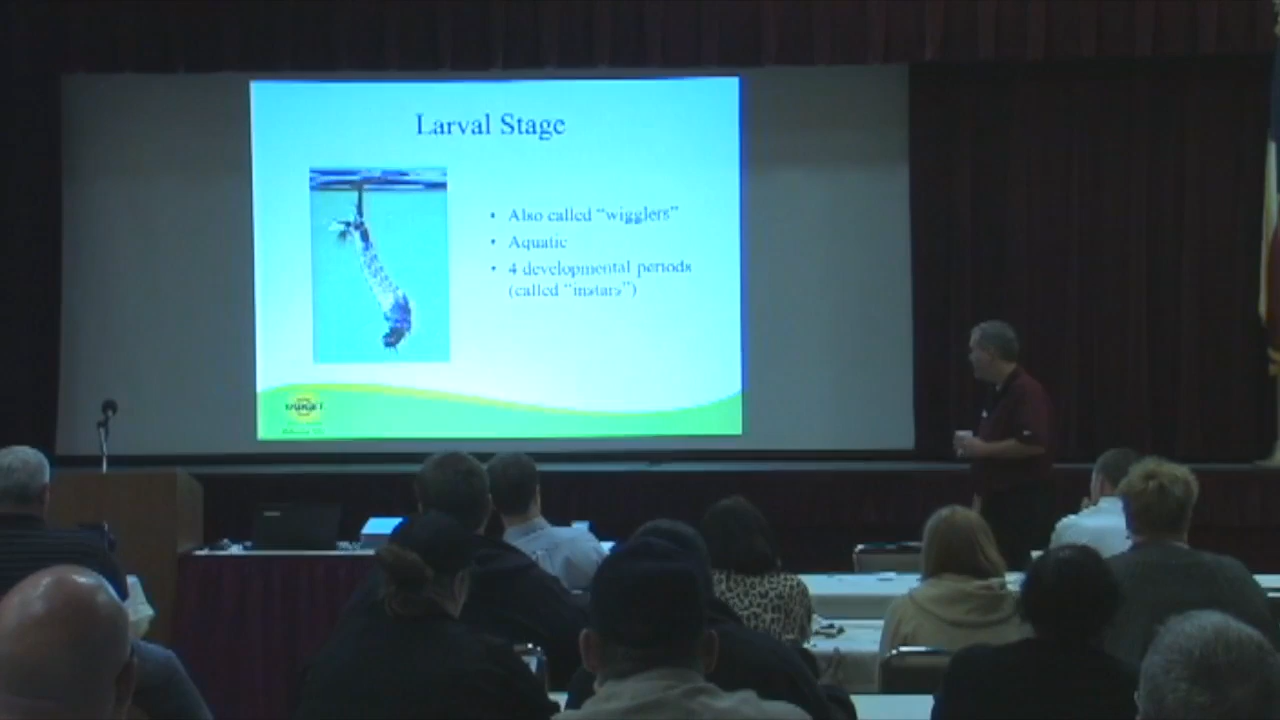 Larval Stage
• Also called “wigglers”
• Aquatic
• 4 developmental periods
(called “instars”)